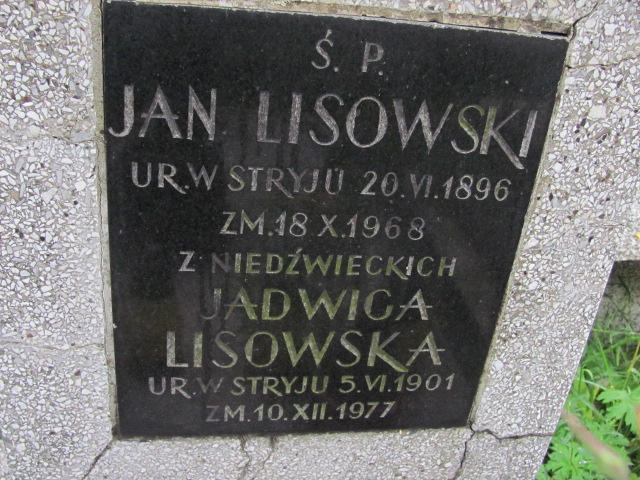 Ś. P.
JAN LISOWSKI
UR. W STRYJU 20.VI.1896
ZM.18.X.1968
Z NIEDŹWIECKICH
JADWIGA
LISOWSKA
UR. W STRYJU 5.VI.1901
ZM.10.XII.1977